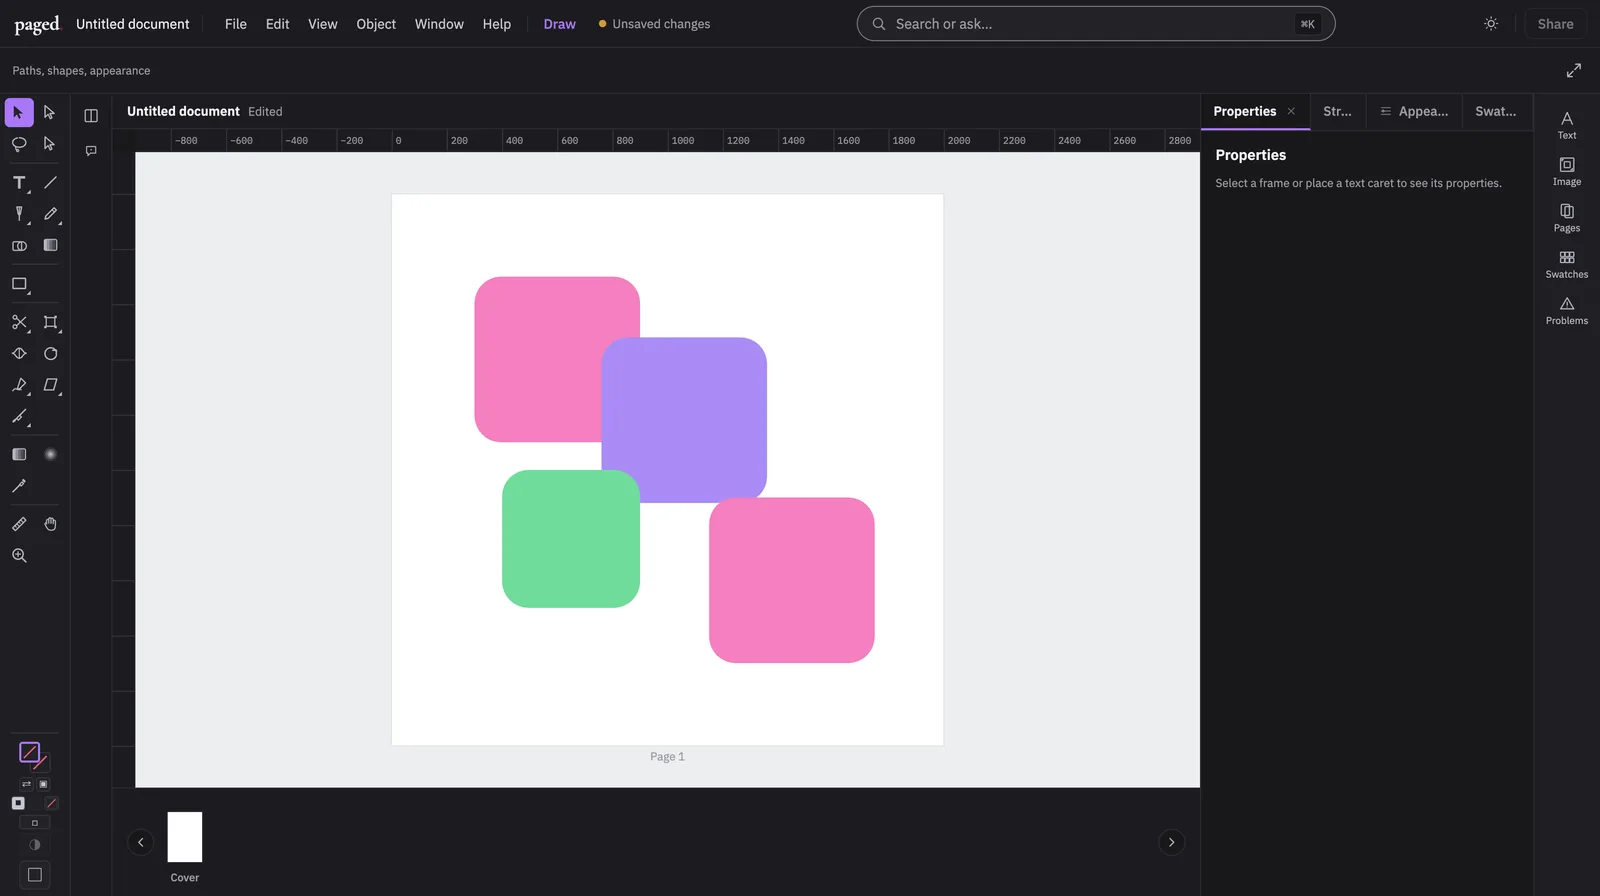 paged. Untitled document File Edit View Object Window Help Draw Unsaved changes Search or ask... ⌘K Share
Paths, shapes, appearance
Untitled document Edited
Properties × Str... Appea... Swat...
-800 -600 -400 -200 0 200 400 600 800 1000 1200 1400 1600 1800 2000 2200 2400 2600 2800
Properties
Select a frame or place a text caret to see its properties.
Text
Image
Pages
Swatches
Problems
Page 1
Cover